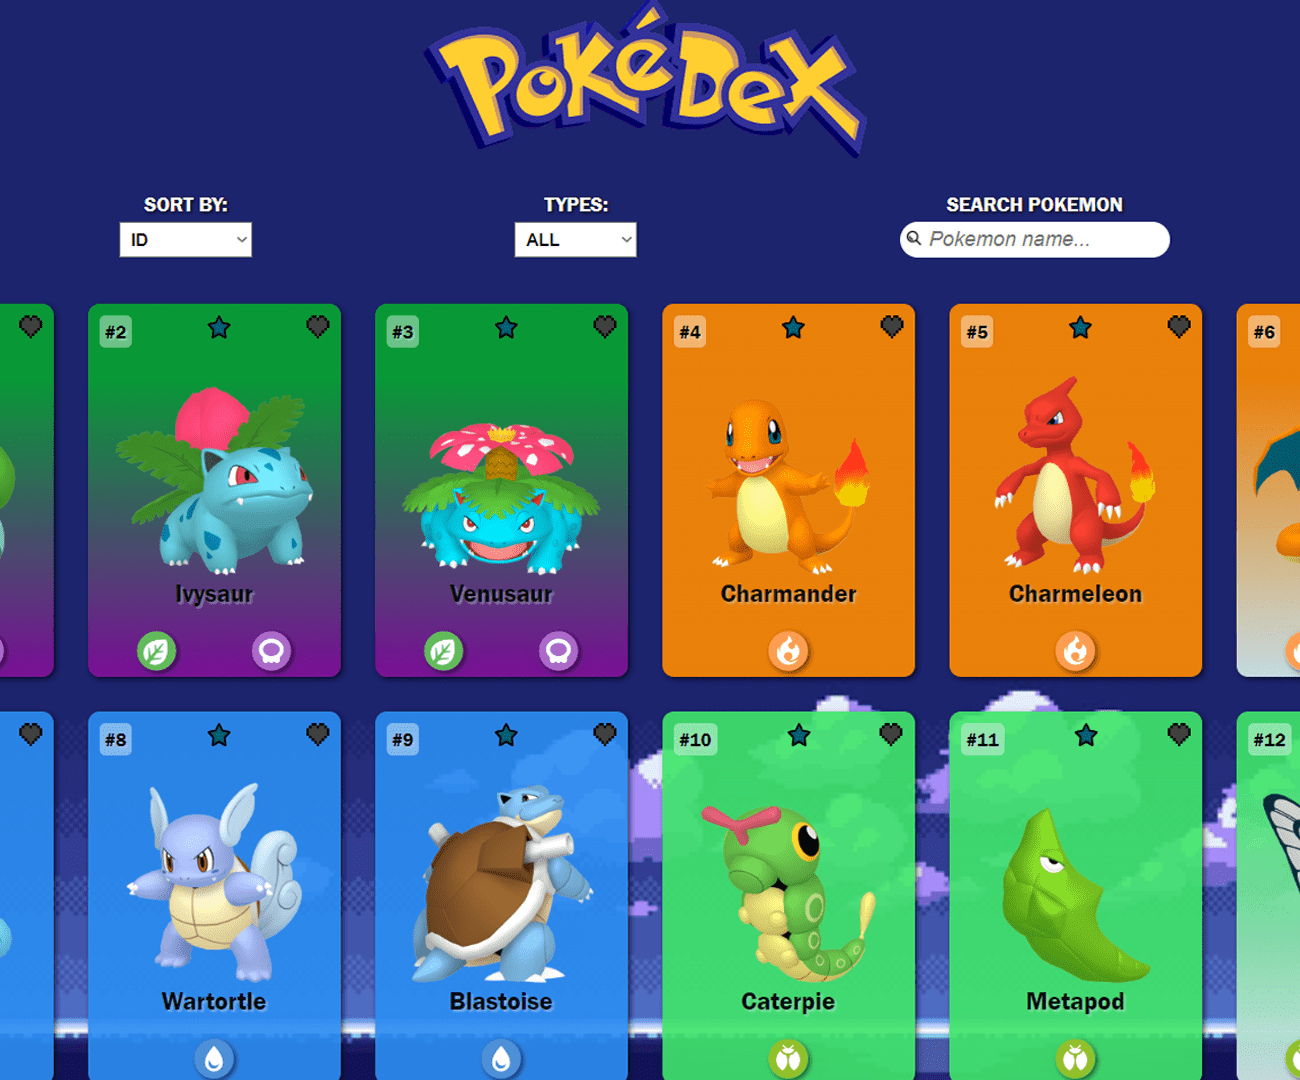 PoKéDex
SORT BY:
TYPES:
SEARCH POKEMON
ID
ALL
Pokemon name...
#2
#3
#4
#5
#6
Ivysaur
Venusaur
Charmander
Charmeleon
#8
#9
#10
#11
#12
Wartortle
Blastoise
Caterpie
Metapod